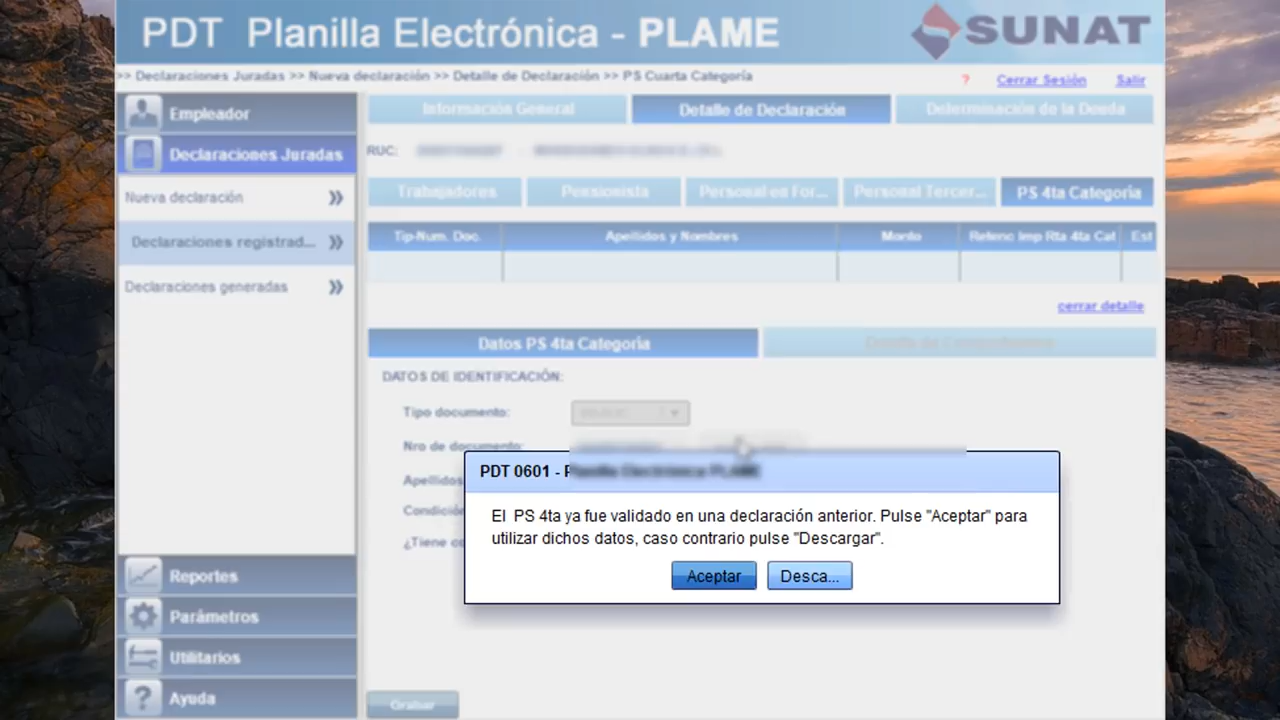 PDT Planilla Electrónica - PLAME
SUNAT
>> Declaraciones Juradas >> Nueva declaración >> Detalle de Declaración >> PS Cuarta Categoría
? Cerrar Sesión Salir
Empleador
Información General Detalle de Declaración Determinación de la Deuda
Declaraciones Juradas
RUC:
Nueva declaración
Trabajadores Pensionista Personal en For... Personal Tercer... PS 4ta Categoría
Declaraciones registrad...
Tip-Num. Doc. Apellidos y Nombres Monto Retenc Imp Rta 4ta Cat Est
Declaraciones generadas
cerrar detalle
Datos PS 4ta Categoría
DATOS DE IDENTIFICACIÓN:
Tipo documento:
Nro de documento:
Apellidos
Condición
¿Tiene co
PDT 0601 - Planilla Electrónica PLAME
El PS 4ta ya fue validado en una declaración anterior. Pulse "Aceptar" para
utilizar dichos datos, caso contrario pulse "Descargar".
Aceptar Desca...
Reportes
Parámetros
Utilitarios
Ayuda
Grabar